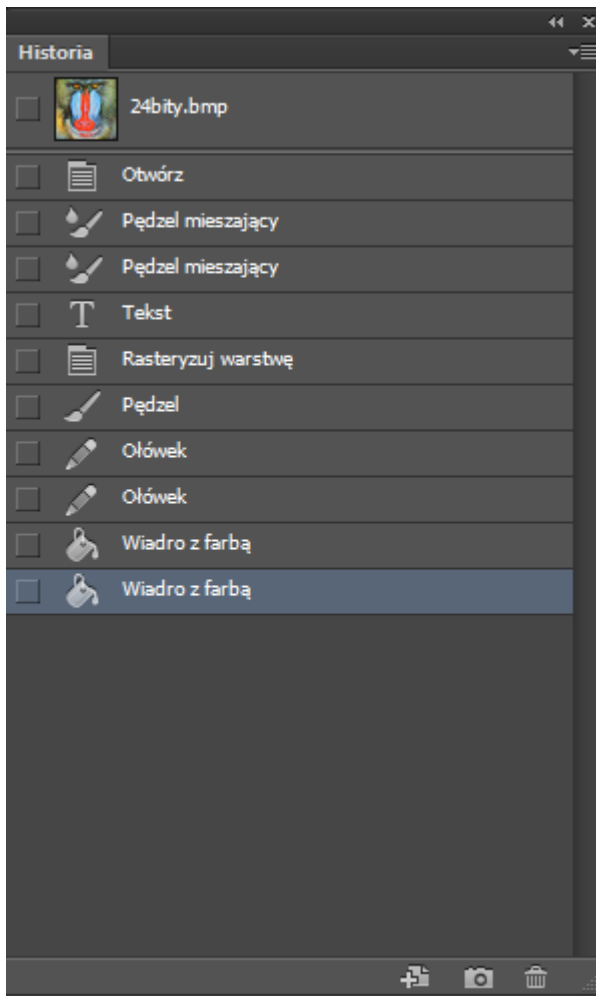 Historia
24bity.bmp
Otwórz
Pędzel mieszający
Pędzel mieszający
Tekst
Rasteryzuj warstwę
Pędzel
Ołówek
Ołówek
Wiadro z farbą
Wiadro z farbą